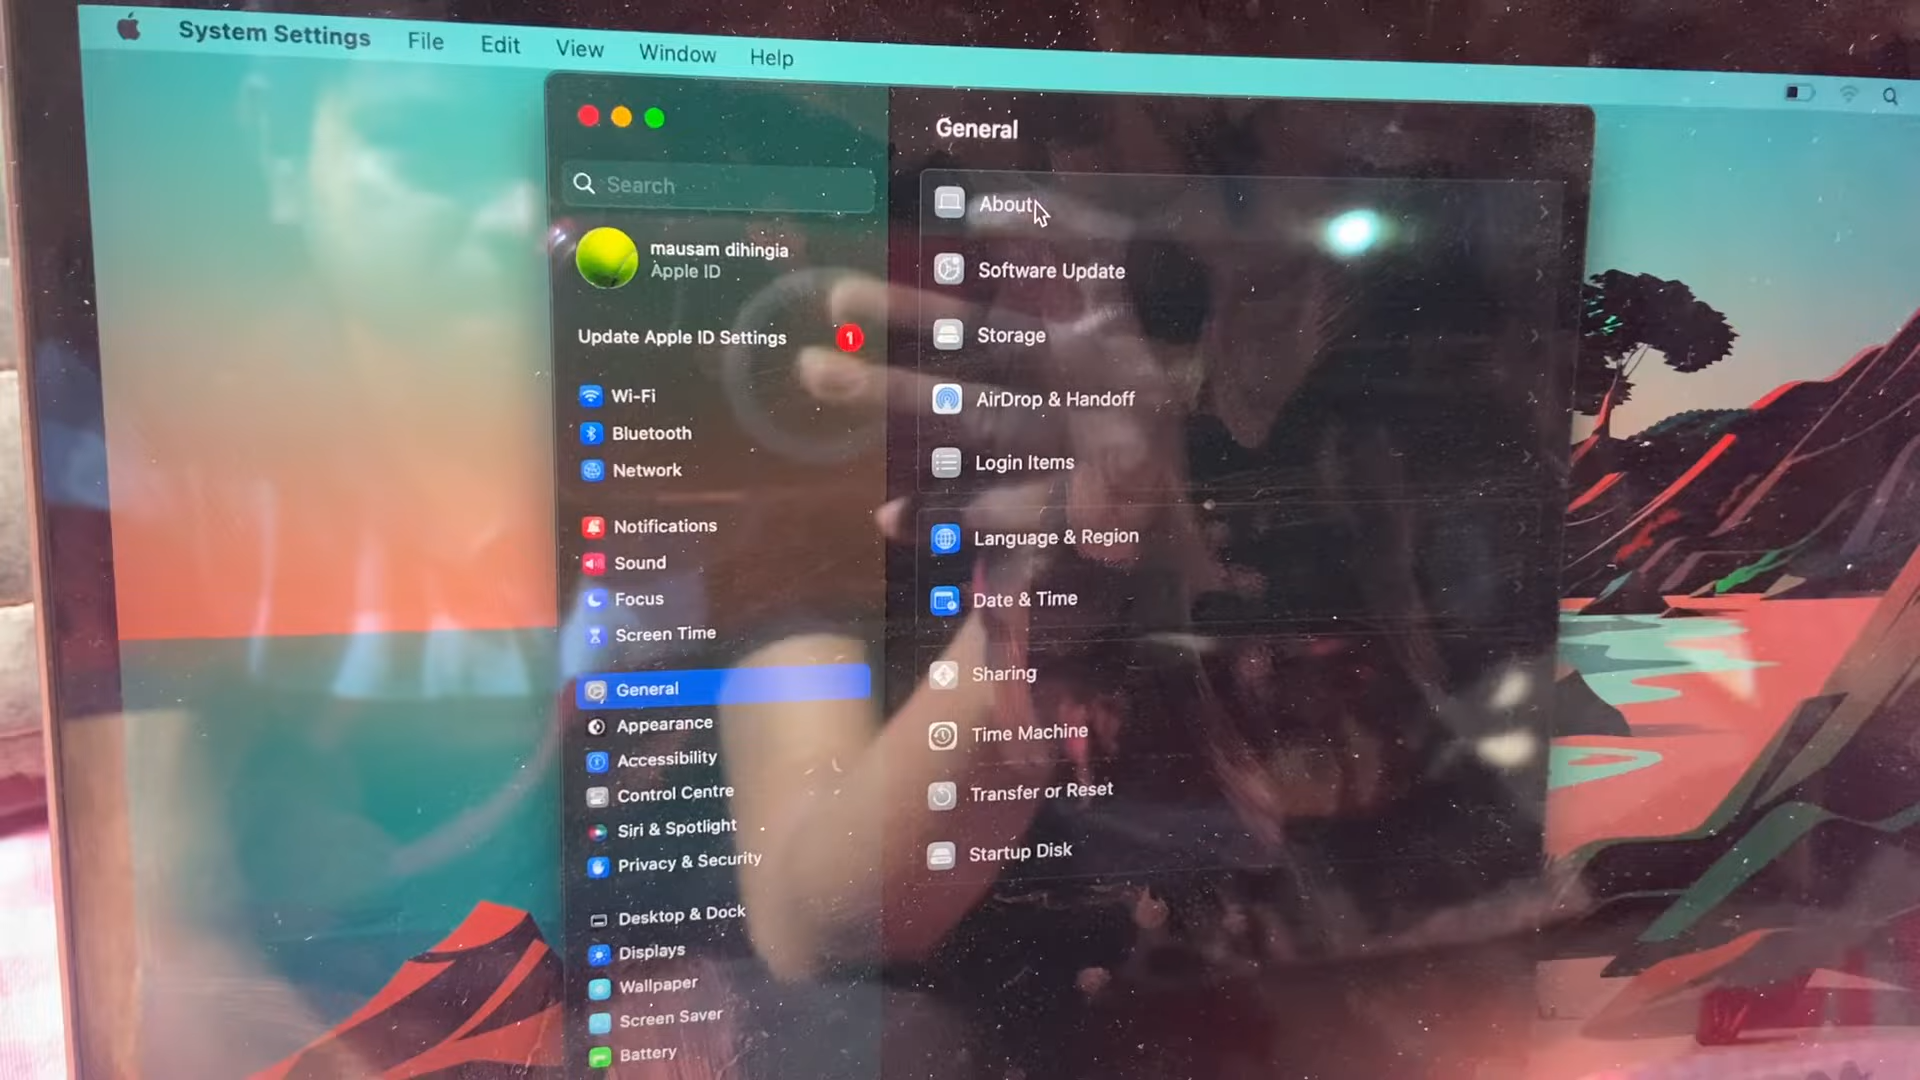 System Settings File Edit View Window Help
General
Search
mausam dihingia
Apple ID
Update Apple ID Settings 1
Wi-Fi
Bluetooth
Network
Notifications
Sound
Focus
Screen Time
General
Appearance
Accessibility
Control Centre
Siri & Spotlight
Privacy & Security
Desktop & Dock
Displays
Wallpaper
Screen Saver
Battery
About
Software Update
Storage
AirDrop & Handoff
Login Items
Language & Region
Date & Time
Sharing
Time Machine
Transfer or Reset
Startup Disk